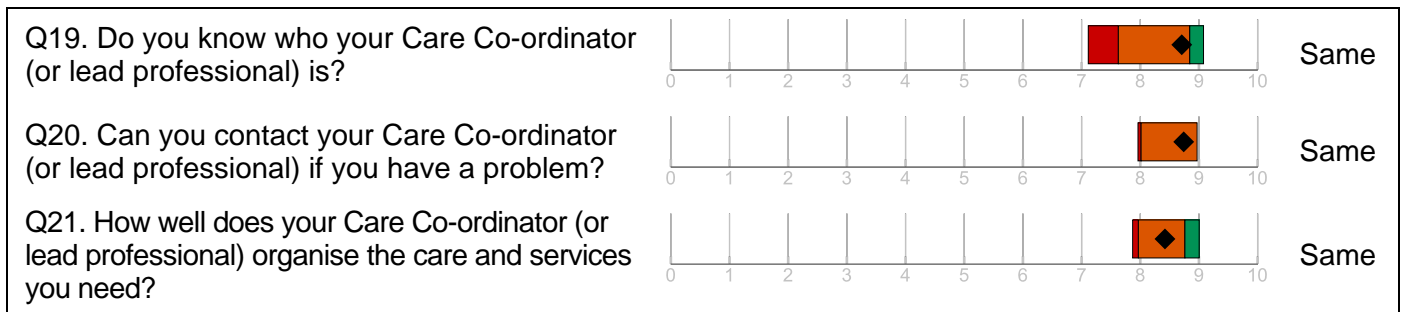 Q19. Do you know who your Care Co-ordinator
(or lead professional) is?
Same
0 1 2 3 4 5 6 7 8 9 10
Q20. Can you contact your Care Co-ordinator
(or lead professional) if you have a problem?
Same
0 1 2 3 4 5 6 7 8 9 10
Q21. How well does your Care Co-ordinator (or
lead professional) organise the care and services
you need?
Same
0 1 2 3 4 5 6 7 8 9 10